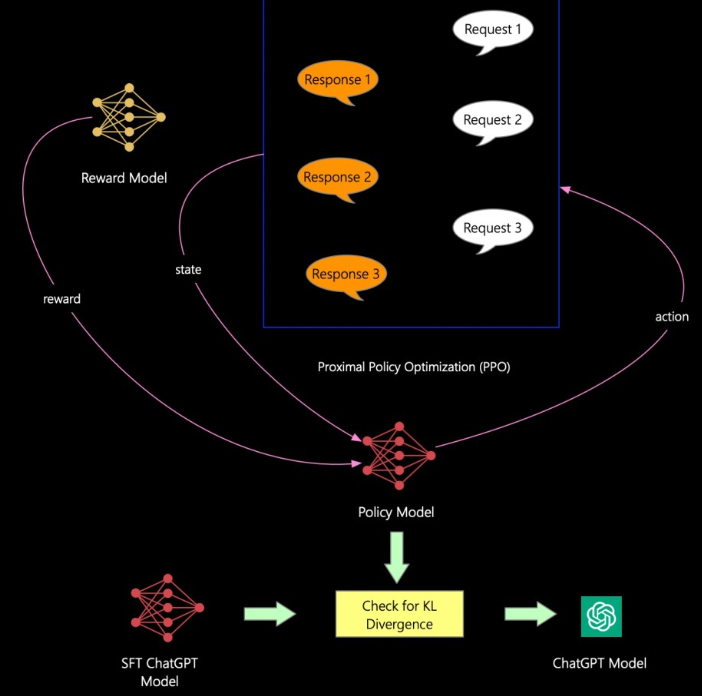 Request 1
Response 1
Request 2
Reward Model
Response 2
Request 3
state
Response 3
reward
action
Proximal Policy Optimization (PPO)
Policy Model
Check for KL
Divergence
SFT ChatGPT
Model
ChatGPT Model